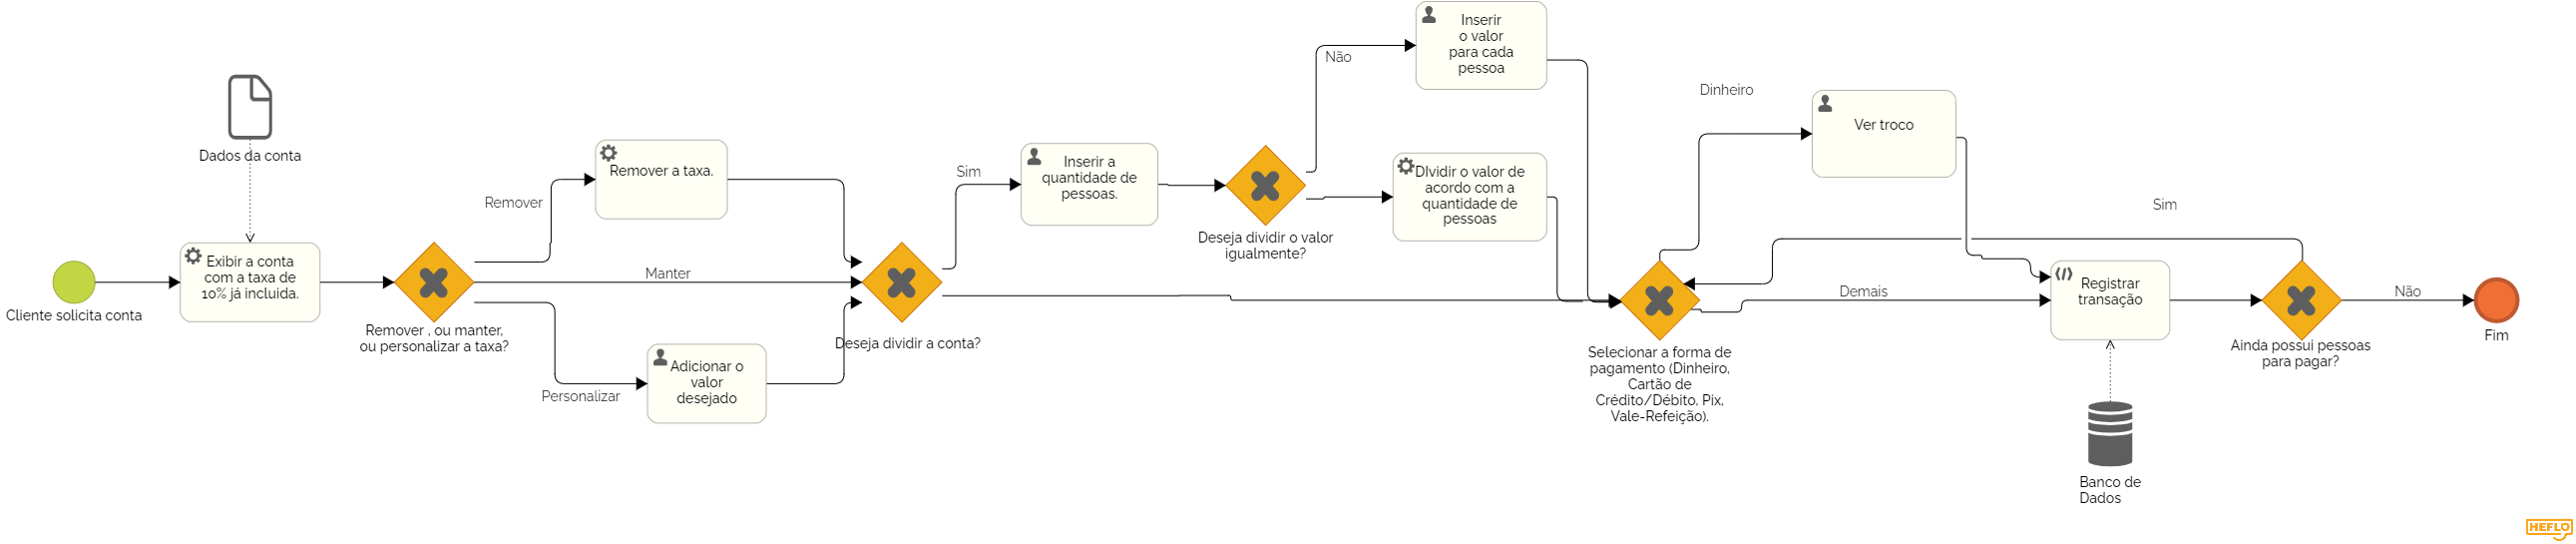 Cliente solicita conta
Dados da conta
Exibir a conta
com a taxa de
10% já incluida.
Remover , ou manter,
ou personalizar a taxa?
Remover
Manter
Personalizar
Remover a taxa.
Adicionar o
valor
desejado
Deseja dividir a conta?
Sim
Inserir a
quantidade de
pessoas.
Deseja dividir o valor
igualmente?
Não
Inserir
o valor
para cada
pessoa
DIvidir o valor de
acordo com a
quantidade de
pessoas
Selecionar a forma de
pagamento (Dinheiro,
Cartão de
Crédito/Débito, Pix,
Vale-Refeição).
Dinheiro
Ver troco
Demais
Registrar
transação
Banco de
Dados
Sim
Ainda possui pessoas
para pagar?
Não
Fim
HEFLO